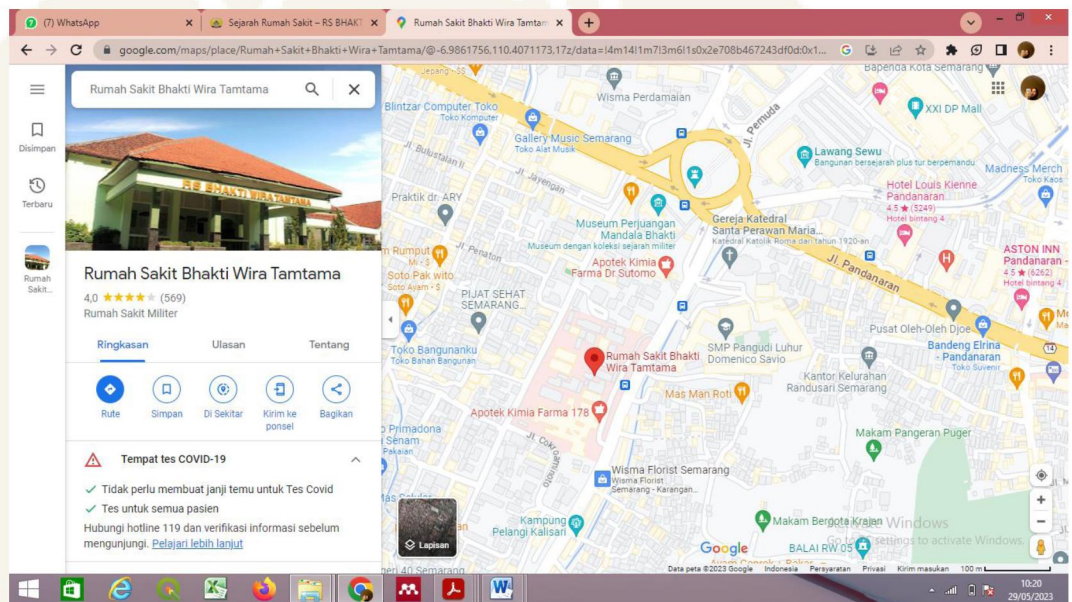 (7) WhatsApp
Sejarah Rumah Sakit – RS BHAKT
Rumah Sakit Bhakti Wira Tamtam
google.com/maps/place/Rumah+Sakit+Bhakti+Wira+Tamtama/@-6.9861756,110.4071173,17z/data=!4m14!1m7!3m6!1s0x2e708b467243df0d:0x1...
Disimpan
Terbaru
Rumah
Sakit...
Rumah Sakit Bhakti Wira Tamtama
RS BHAKTI WIRA TAMTAMA
Rumah Sakit Bhakti Wira Tamtama
4,0 ★★★★★ (569)
Rumah Sakit Militer
Ringkasan
Ulasan
Tentang
Rute
Simpan
Di Sekitar
Kirim ke
ponsel
Bagikan
Tempat tes COVID-19
Tidak perlu membuat janji temu untuk Tes Covid
Tes untuk semua pasien
Hubungi hotline 119 dan verifikasi informasi sebelum
mengunjungi. Pelajari lebih lanjut
Jepang - $$
Wisma Perdamaian
Bapenda Kota Semarang
XXI DP Mall
Blintzar Computer Toko
Toko Komputer
Gallery Music Semarang
Toko Alat Musik
Jl. Pemuda
Lawang Sewu
Bangunan bersejarah plus tur berpemandu
Madness Merch
Toko Kaos
Jl. Bulustalan II
Jl. Jayengan
Praktik dr. ARY
Hotel Louis Kienne
Pandanaran
4.5 ★ (5249)
Hotel bintang 4
Museum Perjuangan
Mandala Bhakti
Museum dengan koleksi sejarah militer
Gereja Katedral
Santa Perawan Maria...
Katedral Katolik Roma dari tahun 1920-an
n Rumput
Mi - $
Jl. Penaton
Apotek Kimia
Farma Dr Sutomo
Jl. Pandanaran
ASTON INN
Pandanaran -
4.5 ★ (6262)
Hotel bintang 4
Soto Pak wito
Soto Ayam - $
PIJAT SEHAT
SEMARANG...
Pusat Oleh-Oleh Djoe
Toko Bangunanku
Toko Bahan Bangunan
SMP Pangudi Luhur
Domenico Savio
Bandeng Elrina
- Pandanaran
Toko Suvenir
14
Rumah Sakit Bhakti
Wira Tamtama
Kantor Kelurahan
Randusari Semarang
Mas Man Roti
Apotek Kimia Farma 178
Primadona
Senam
Pakaian
Jl. Cokroaminoto
Makam Pangeran Puger
Wisma Florist Semarang
Wisma Florist
Semarang - Karangan...
Kampung
Pelangi Kalisari
Makam Bergota Krajan
Activate Windows
Go to PC settings to activate Windows.
BALAI RW 05
Lapisan
Google
Data peta ©2023 Google
Indonesia
Persyaratan
Privasi
Kirim masukan
100 m
10:20
29/05/2023